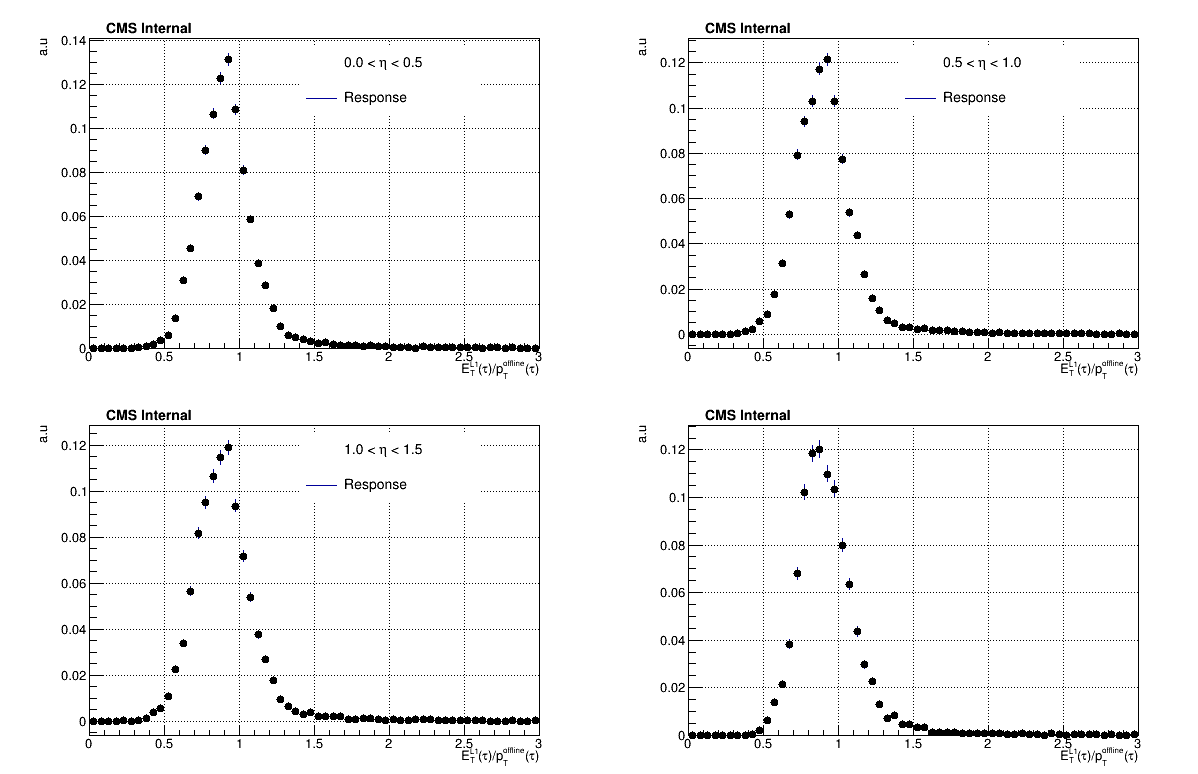 CMS Internal
a.u
0.14
0.12
0.1
0.08
0.06
0.04
0.02
0
0.0 < η < 0.5
Response
0 0.5 1 1.5 2 2.5 3
E_T^L1(τ)/p_T^offline(τ)
CMS Internal
a.u
0.12
0.1
0.08
0.06
0.04
0.02
0
0.5 < η < 1.0
Response
0 0.5 1 1.5 2 2.5 3
E_T^L1(τ)/p_T^offline(τ)
CMS Internal
a.u
0.12
0.1
0.08
0.06
0.04
0.02
0
1.0 < η < 1.5
Response
0 0.5 1 1.5 2 2.5 3
E_T^L1(τ)/p_T^offline(τ)
CMS Internal
a.u
0.12
0.1
0.08
0.06
0.04
0.02
0
0 0.5 1 1.5 2 2.5 3
E_T^L1(τ)/p_T^offline(τ)